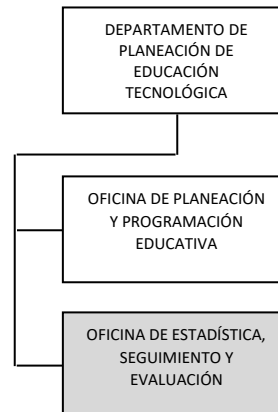 DEPARTAMENTO DE
PLANEACIÓN DE
EDUCACIÓN
TECNOLÓGICA
OFICINA DE PLANEACIÓN
Y PROGRAMACIÓN
EDUCATIVA
OFICINA DE ESTADÍSTICA,
SEGUIMIENTO Y
EVALUACIÓN